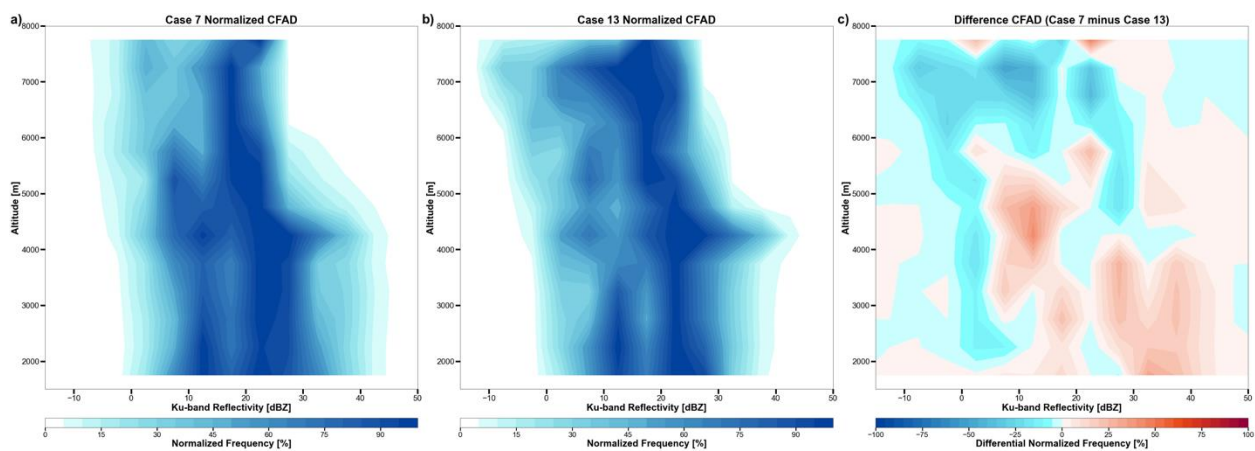 a) Case 7 Normalized CFAD
8000
7000
6000
5000
4000
3000
2000
Altitude [m]
−10 0 10 20 30 40 50
Ku-band Reflectivity [dBZ]
0 15 30 45 60 75 90
Normalized Frequency [%]
b) Case 13 Normalized CFAD
8000
7000
6000
5000
4000
3000
2000
Altitude [m]
−10 0 10 20 30 40 50
Ku-band Reflectivity [dBZ]
0 15 30 45 60 75 90
Normalized Frequency [%]
c) Difference CFAD (Case 7 minus Case 13)
8000
7000
6000
5000
4000
3000
2000
Altitude [m]
−10 0 10 20 30 40 50
Ku-band Reflectivity [dBZ]
−100 −75 −50 −25 0 25 50 75 100
Differential Normalized Frequency [%]